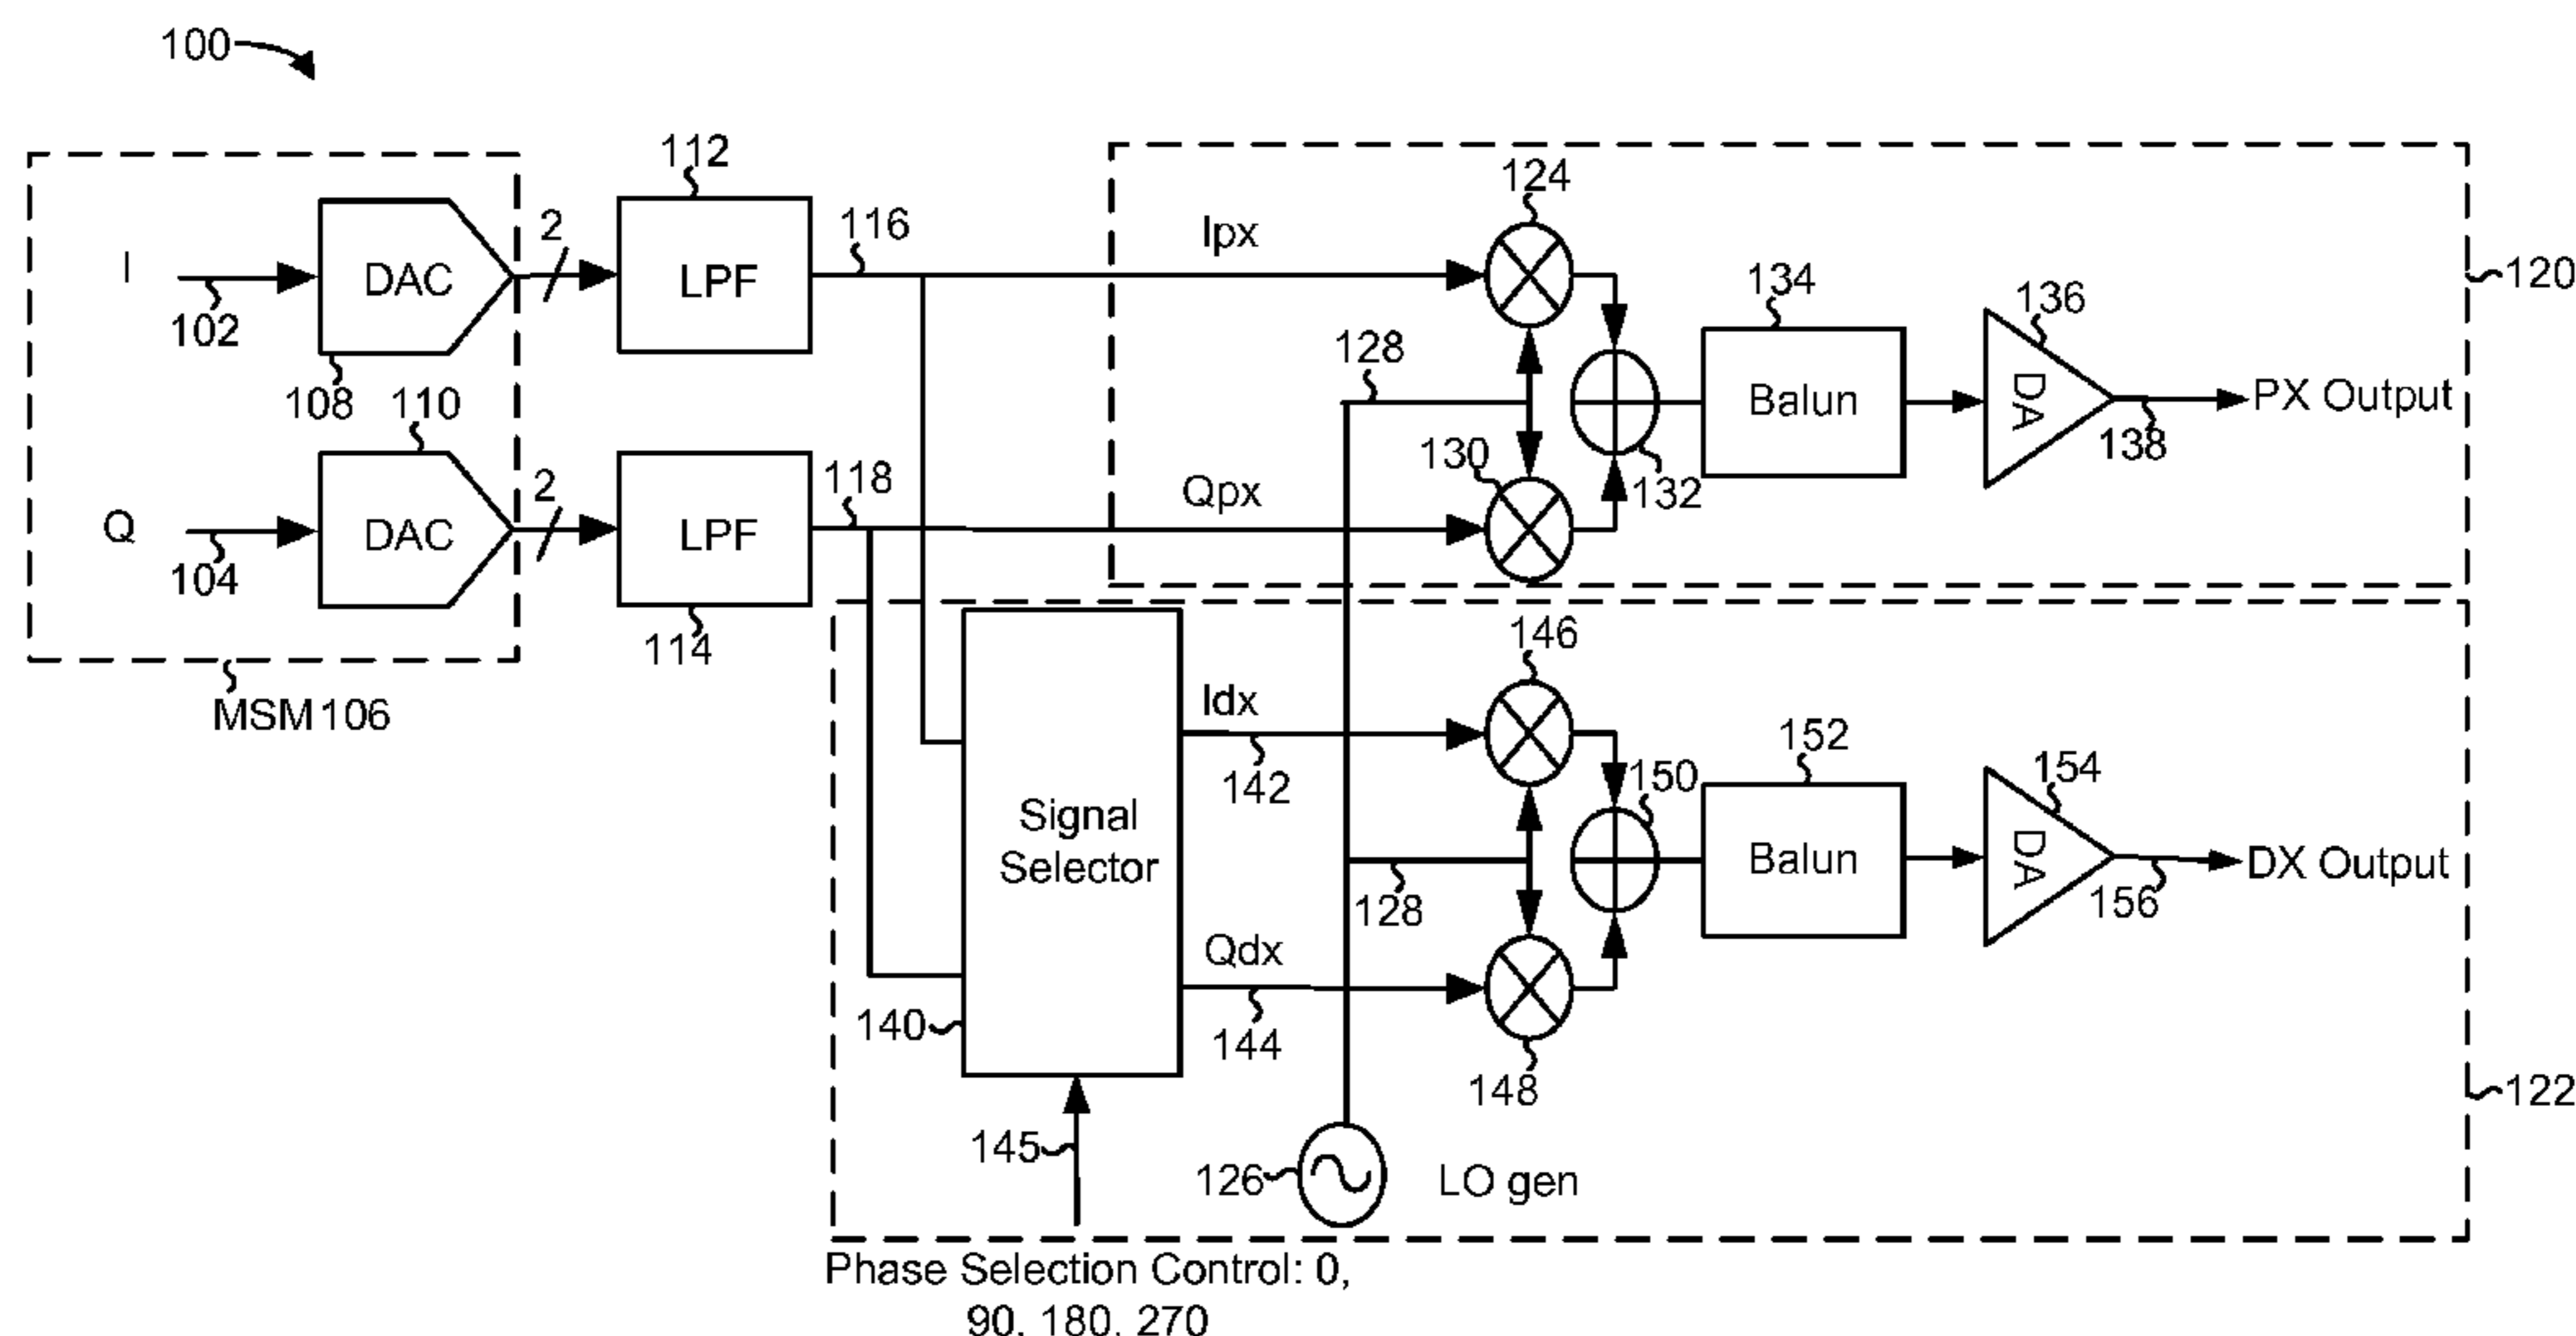 100
112
124
I
DAC
2
LPF
116
Ipx
134
136
120
102
108
110
128
Balun
DA
PX Output
138
Q
DAC
2
LPF
118
Qpx
130
132
104
114
146
MSM 106
Idx
142
150
152
154
Signal
Selector
Balun
DA
DX Output
156
128
Qdx
140
144
148
122
145
126
LO gen
Phase Selection Control: 0,
90, 180, 270